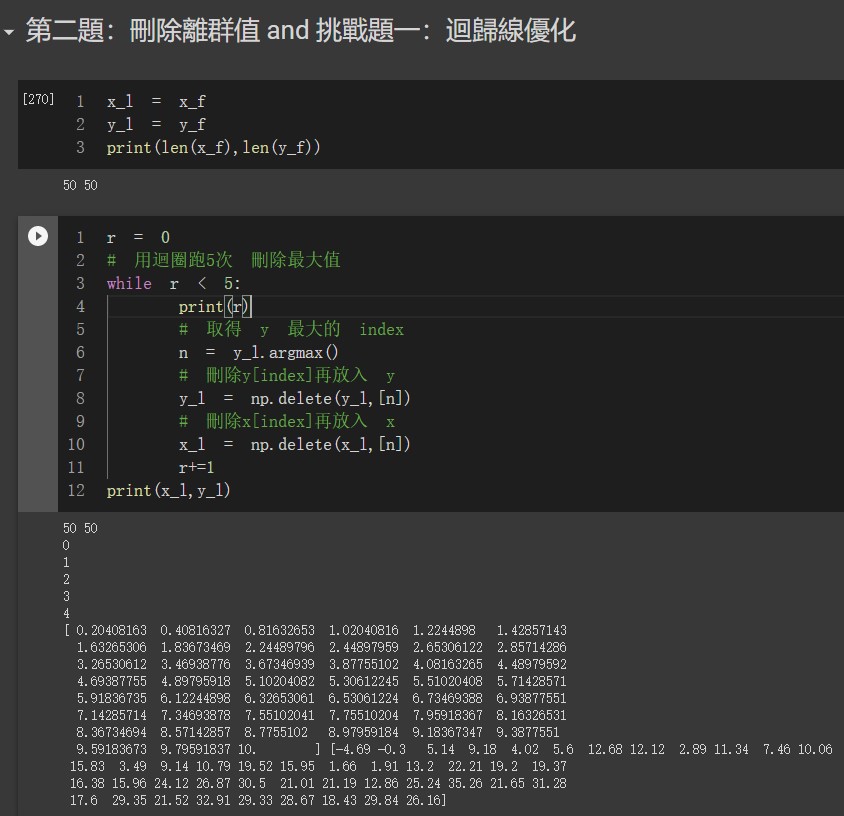 第二題：刪除離群值 and 挑戰題一：迴歸線優化
[270]
1 x_l = x_f
2 y_l = y_f
3 print(len(x_f),len(y_f))
50 50
1 r = 0
2 # 用迴圈跑5次 刪除最大值
3 while r < 5:
4 print(r)
5 # 取得 y 最大的 index
6 n = y_l.argmax()
7 # 刪除y[index]再放入 y
8 y_l = np.delete(y_l,[n])
9 # 刪除x[index]再放入 x
10 x_l = np.delete(x_l,[n])
11 r+=1
12 print(x_l,y_l)
50 50
0
1
2
3
4
[ 0.20408163 0.40816327 0.81632653 1.02040816 1.2244898 1.42857143
1.63265306 1.83673469 2.24489796 2.44897959 2.65306122 2.85714286
3.26530612 3.46938776 3.67346939 3.87755102 4.08163265 4.48979592
4.69387755 4.89795918 5.10204082 5.30612245 5.51020408 5.71428571
5.91836735 6.12244898 6.32653061 6.53061224 6.73469388 6.93877551
7.14285714 7.34693878 7.55102041 7.75510204 7.95918367 8.16326531
8.36734694 8.57142857 8.7755102 8.97959184 9.18367347 9.3877551
9.59183673 9.79591837 10. ] [-4.69 -0.3 5.14 9.18 4.02 5.6 12.68 12.12 2.89 11.34 7.46 10.06
15.83 3.49 9.14 10.79 19.52 15.95 1.66 1.91 13.2 22.21 19.2 19.37
16.38 15.96 24.12 26.87 30.5 21.01 21.19 12.86 25.24 35.26 21.65 31.28
17.6 29.35 21.52 32.91 29.33 28.67 18.43 29.84 26.16]